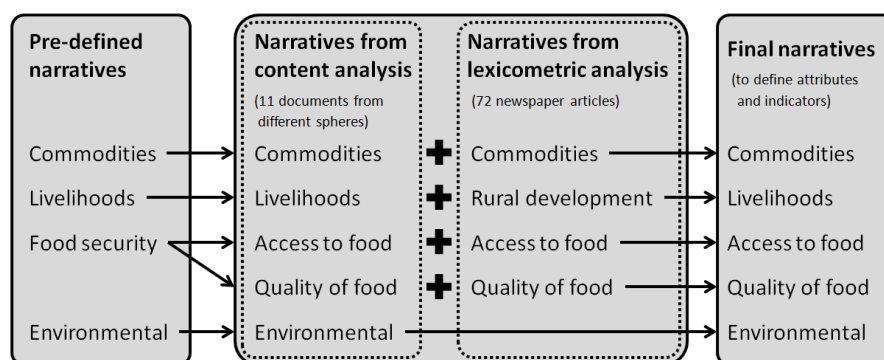 Pre-defined
narratives
Commodities
Livelihoods
Food security
Environmental
Narratives from
content analysis
(11 documents from
different spheres)
Commodities
Livelihoods
Access to food
Quality of food
Environmental
Narratives from
lexicometric analysis
(72 newspaper articles)
Commodities
Rural development
Access to food
Quality of food
Final narratives
(to define attributes
and indicators)
Commodities
Livelihoods
Access to food
Quality of food
Environmental